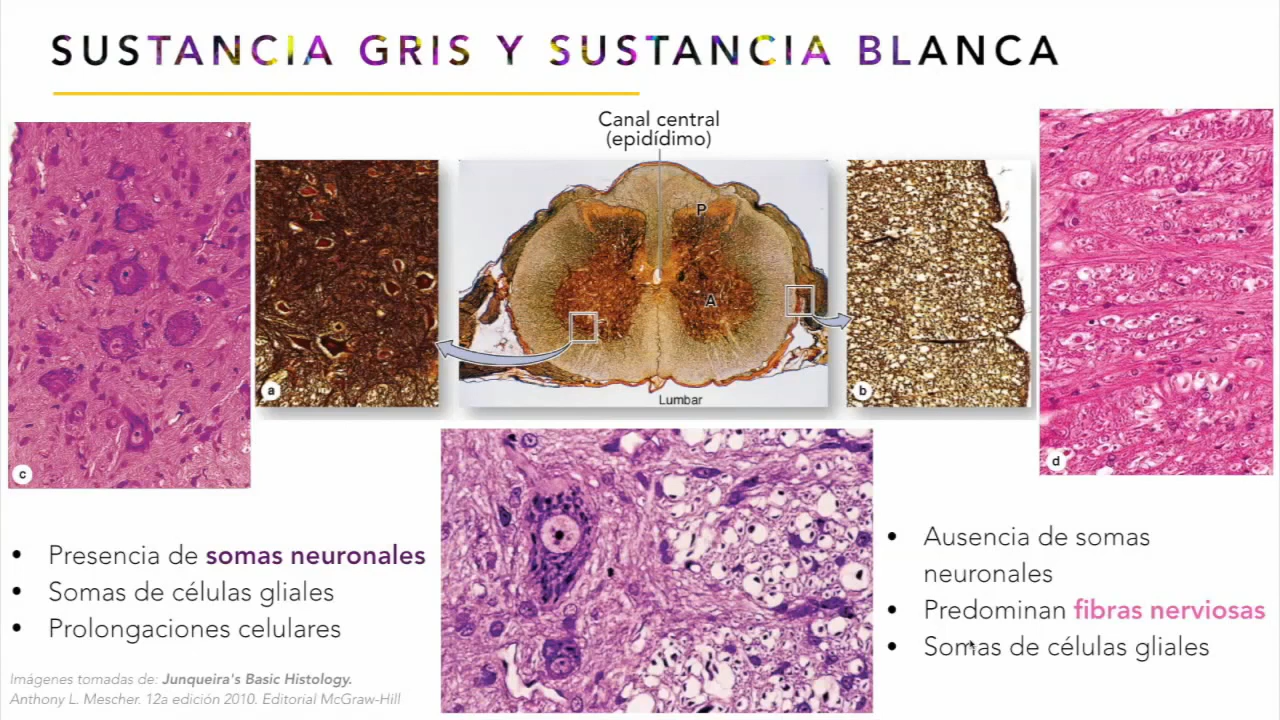 SUSTANCIA GRIS Y SUSTANCIA BLANCA
Canal central
(epidídimo)
P
A
Lumbar
a
b
c
d
• Presencia de somas neuronales
• Somas de células gliales
• Prolongaciones celulares
• Ausencia de somas
neuronales
• Predominan fibras nerviosas
• Somas de células gliales
Imágenes tomadas de: Junqueira's Basic Histology.
Anthony L. Mescher. 12a edición 2010. Editorial McGraw-Hill